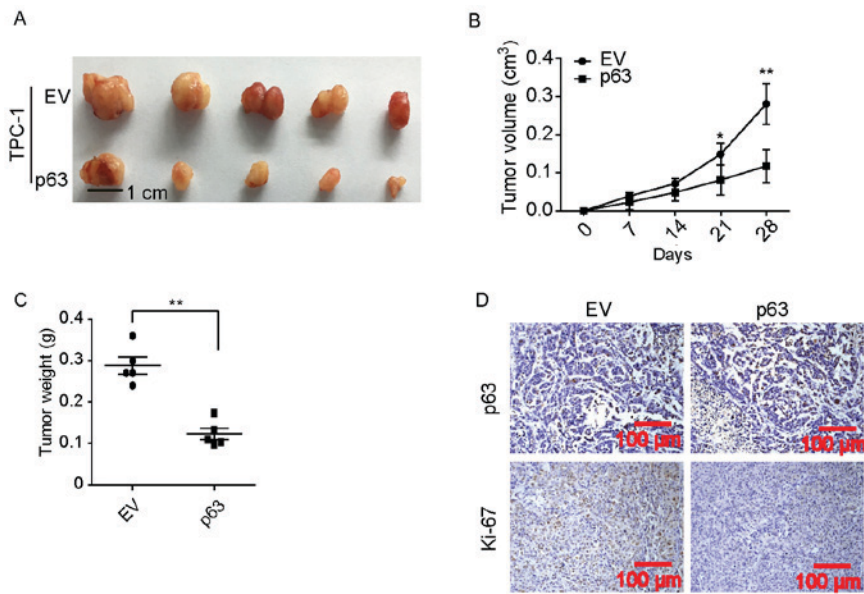 A
TPC-1
EV
p63
1 cm
B
Tumor volume (cm³)
0.4
0.3
0.2
0.1
0.0
EV
p63
*
**
0
7
14
21
28
Days
C
Tumor weight (g)
0.4
0.3
0.2
0.1
0
**
EV
p63
D
EV
p63
p63
100 µm
100 µm
Ki-67
100 µm
100 µm